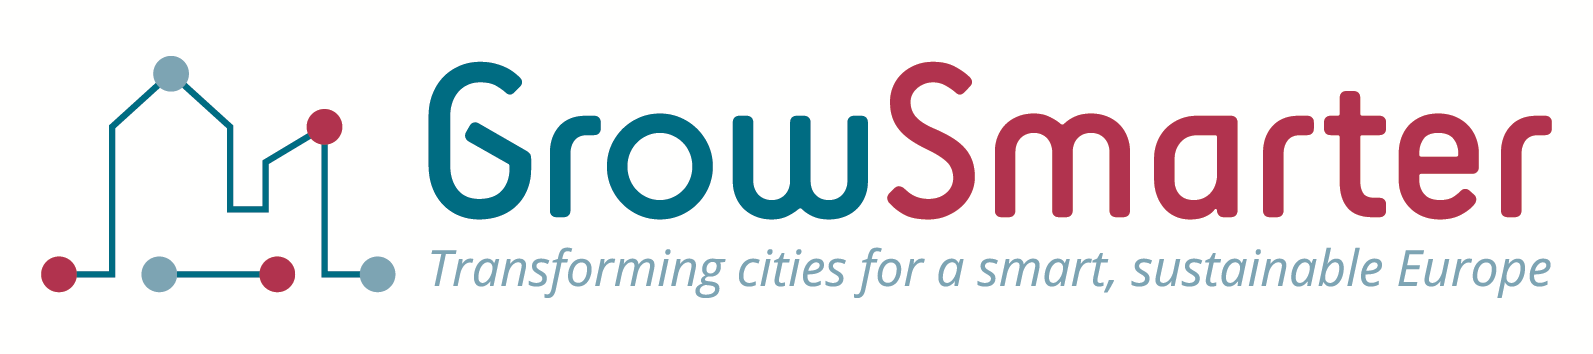 GrowSmarter
Transforming cities for a smart, sustainable Europe